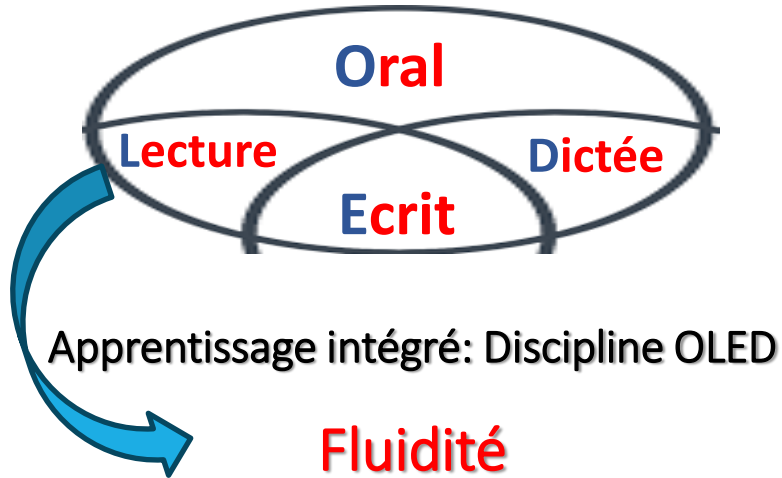 Oral
Lecture
Dictée
Ecrit
Apprentissage intégré: Discipline OLED
Fluidité